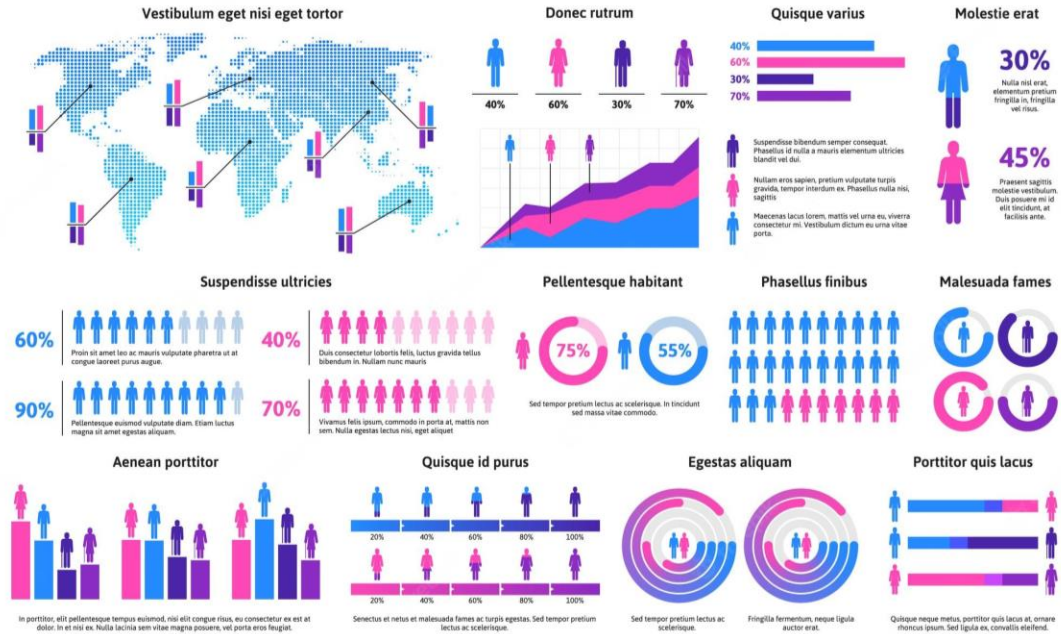 Vestibulum eget nisi eget tortor
Donec rutrum
40%
60%
30%
70%
Quisque varius
40%
60%
30%
70%
Suspendisse bibendum semper consequat.
Phasellus id nulla a mauris elementum ultricies
blandit vel dui.
Nullam eros sapien, pretium vulputate turpis
gravida, tempor interdum ex. Phasellus nulla nisi,
sagittis
Maecenas lacus lorem, mattis vel urna eu, viverra
consectetur mi. Vestibulum dictum eu urna vitae
porta.
Molestie erat
30%
Nulla nisl erat,
elementum pretium
fringilla in, fringilla
vel risus.
45%
Praesent sagittis
molestie vestibulum.
Duis posuere mi id
elit tincidunt, at
facilisis ante.
Suspendisse ultricies
60%
Proin sit amet leo ac mauris vulputate pharetra ut at
congue laoreet purus augue.
40%
Duis consectetur lobortis felis, luctus gravida tellus
bibendum in. Nullam nunc mauris
90%
Pellentesque euismod vulputate diam. Etiam luctus
magna sit amet egestas aliquam.
70%
Vivamus felis ipsum, commodo in porta at, mattis non
sem. Nulla egestas lectus nisi, eget aliquet
Pellentesque habitant
75%
55%
Sed tempor pretium lectus ac scelerisque. In tincidunt
sed massa vitae commodo.
Phasellus finibus
Malesuada fames
Aenean porttitor
In porttitor, elit pellentesque tempus euismod, nisi elit congue risus, eu consectetur ex est at
dolor. In et nisi ex. Nulla lacinia sem vitae magna posuere, vel porta eros feugiat.
Quisque id purus
20%
40%
60%
80%
100%
20%
40%
60%
80%
100%
Senectus et netus et malesuada fames ac turpis egestas. Sed tempor pretium
lectus ac scelerisque.
Egestas aliquam
Sed tempor pretium lectus ac
scelerisque.
Fringilla fermentum, neque ligula
auctor erat.
Porttitor quis lacus
Quisque neque metus, porttitor quis lacus at, ornare
rhoncus ipsum. Sed ligula ex, convallis eleifend.